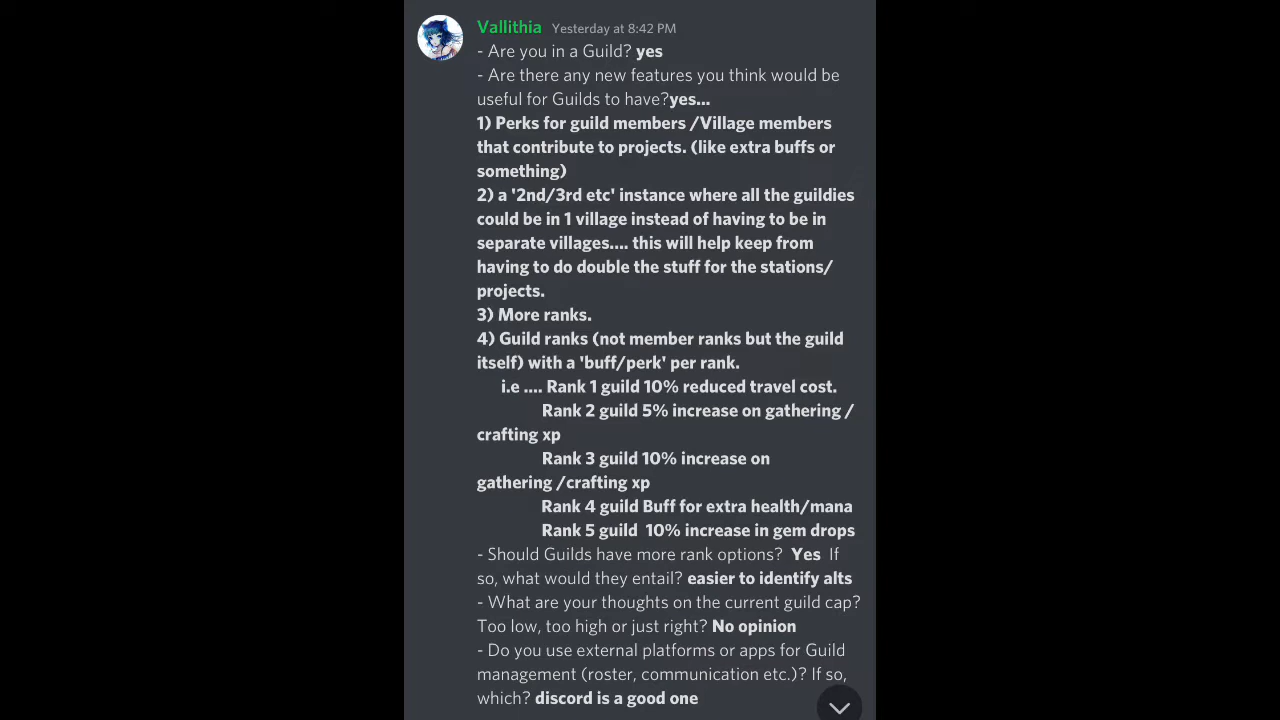 Vallithia Yesterday at 8:42 PM
- Are you in a Guild? yes
- Are there any new features you think would be
useful for Guilds to have?yes...
1) Perks for guild members /Village members
that contribute to projects. (like extra buffs or
something)
2) a '2nd/3rd etc' instance where all the guildies
could be in 1 village instead of having to be in
separate villages.... this will help keep from
having to do double the stuff for the stations/
projects.
3) More ranks.
4) Guild ranks (not member ranks but the guild
itself) with a 'buff/perk' per rank.
i.e .... Rank 1 guild 10% reduced travel cost.
Rank 2 guild 5% increase on gathering /
crafting xp
Rank 3 guild 10% increase on
gathering /crafting xp
Rank 4 guild Buff for extra health/mana
Rank 5 guild  10% increase in gem drops
- Should Guilds have more rank options?  Yes  If
so, what would they entail? easier to identify alts
- What are your thoughts on the current guild cap?
Too low, too high or just right? No opinion
- Do you use external platforms or apps for Guild
management (roster, communication etc.)? If so,
which? discord is a good one